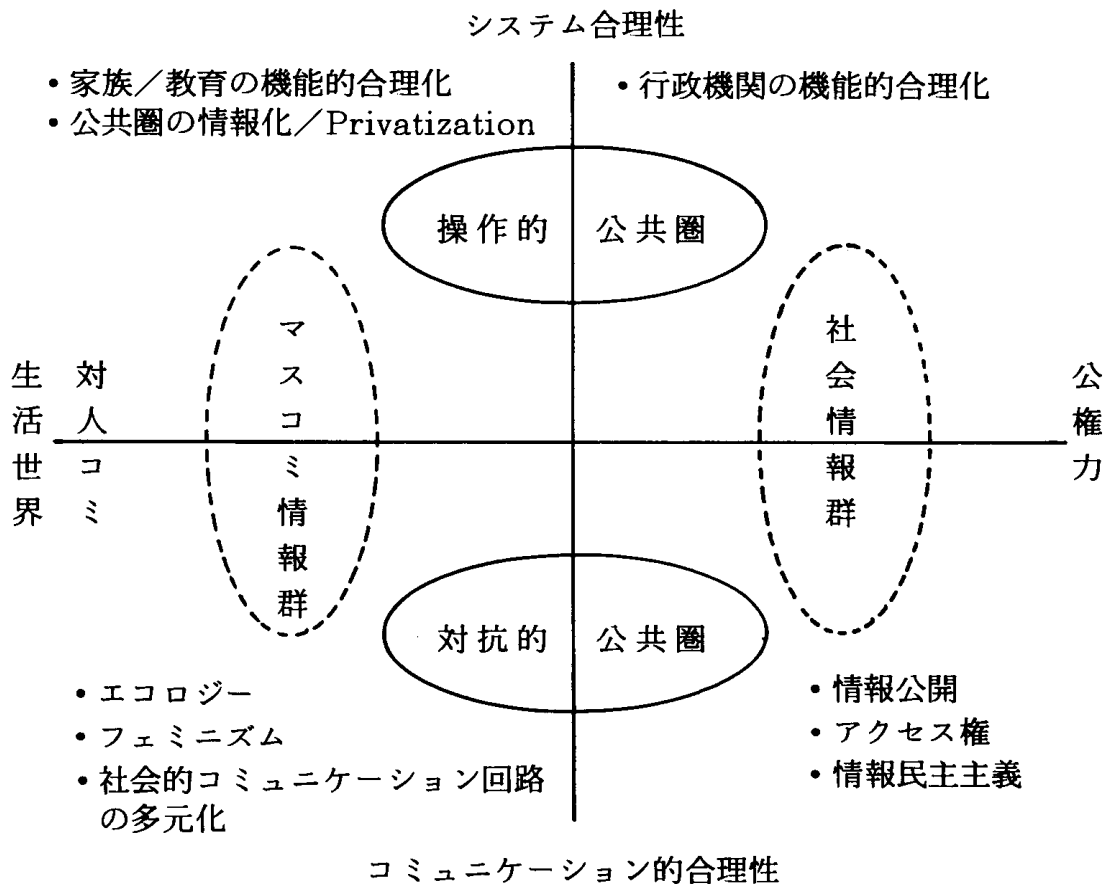 システム合理性
・家族／教育の機能的合理化
・公共圏の情報化／Privatization
・行政機関の機能的合理化
操作的 公共圏
マスコミ情報群
社会情報群
生活世界
対人コミ
公権力
対抗的 公共圏
・エコロジー
・フェミニズム
・社会的コミュニケーション回路
の多元化
・情報公開
・アクセス権
・情報民主主義
コミュニケーション的合理性